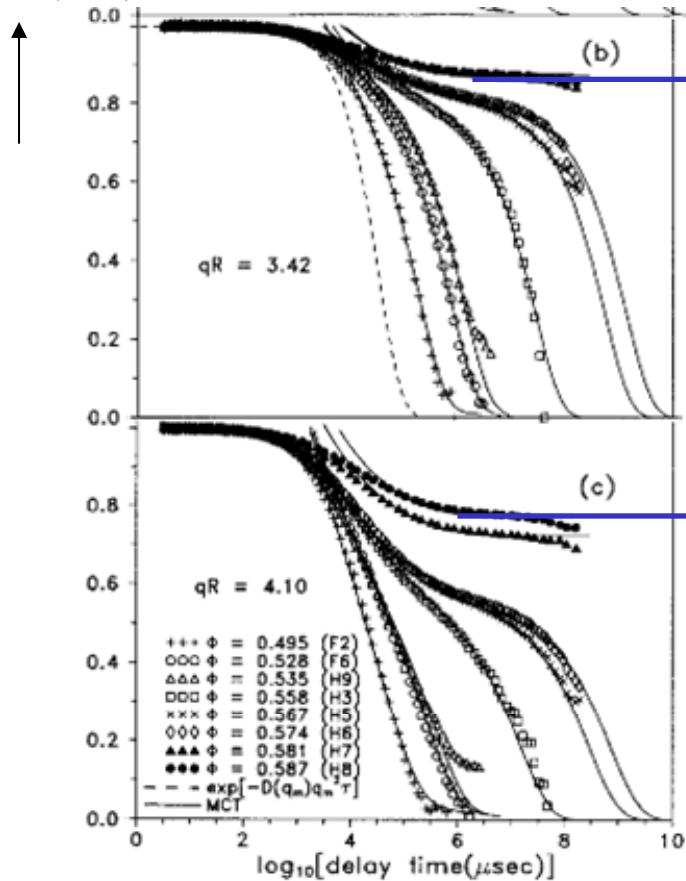 0.0
(b)
0.8
0.6
0.4
qR = 3.42
0.2
0.0
(c)
0.8
0.6
qR = 4.10
0.4
+++ Φ = 0.495 (F2)
○○○ Φ = 0.528 (F6)
△△△ Φ = 0.535 (H9)
□□□ Φ = 0.558 (H3)
××× Φ = 0.567 (H5)
◇◇◇ Φ = 0.574 (H6)
▲▲▲ Φ = 0.581 (H7)
●●● Φ = 0.587 (H8)
--- exp[-D(qₘ)qₘ²τ]
— MCT
0.2
0.0
0 2 4 6 8 10
log₁₀[delay time(μsec)]